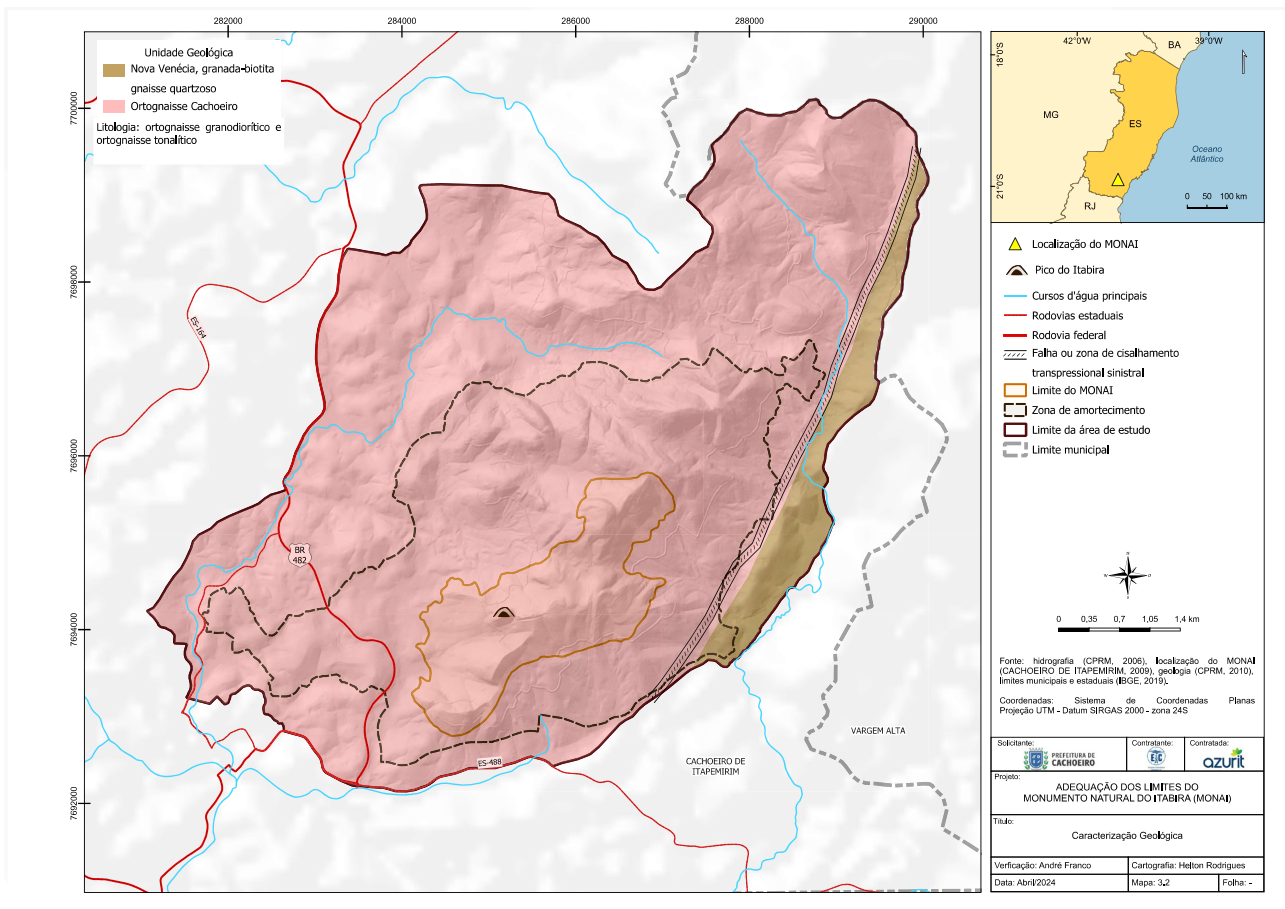 282000
284000
286000
288000
290000
7700000
7698000
7696000
7694000
7692000
Unidade Geológica
Nova Venécia, granada-biotita
gnaisse quartzoso
Ortognaisse Cachoeiro
Litologia: ortognaisse granodiorítico e
ortognaisse tonalítico
ES-164
BR
482
ES-488
CACHOEIRO DE
ITAPEMIRIM
VARGEM ALTA
42°0'W
39°0'W
18°0'S
21°0'S
BA
MG
ES
RJ
Oceano
Atlântico
0 50 100 km
Localização do MONAI
Pico do Itabira
Cursos d'água principais
Rodovias estaduais
Rodovia federal
Falha ou zona de cisalhamento
transpressional sinistral
Limite do MONAI
Zona de amortecimento
Limite da área de estudo
Limite municipal
N
W
O
S
0 0,35 0,7 1,05 1,4 km
Fonte: hidrografia (CPRM, 2006), localização do MONAI
(CACHOEIRO DE ITAPEMIRIM, 2009), geologia (CPRM, 2010),
limites municipais e estaduais (IBGE, 2019).
Coordenadas: Sistema de Coordenadas Planas
Projeção UTM - Datum SIRGAS 2000 - zona 24S
Solicitante:
PREFEITURA DE
CACHOEIRO
Contratante:
EJC
Contratada:
azurit
Projeto:
ADEQUAÇÃO DOS LIMITES DO
MONUMENTO NATURAL DO ITABIRA (MONAI)
Título:
Caracterização Geológica
Verficação: André Franco
Cartografia: Helton Rodrigues
Data: Abril/2024
Mapa: 3.2
Folha: -